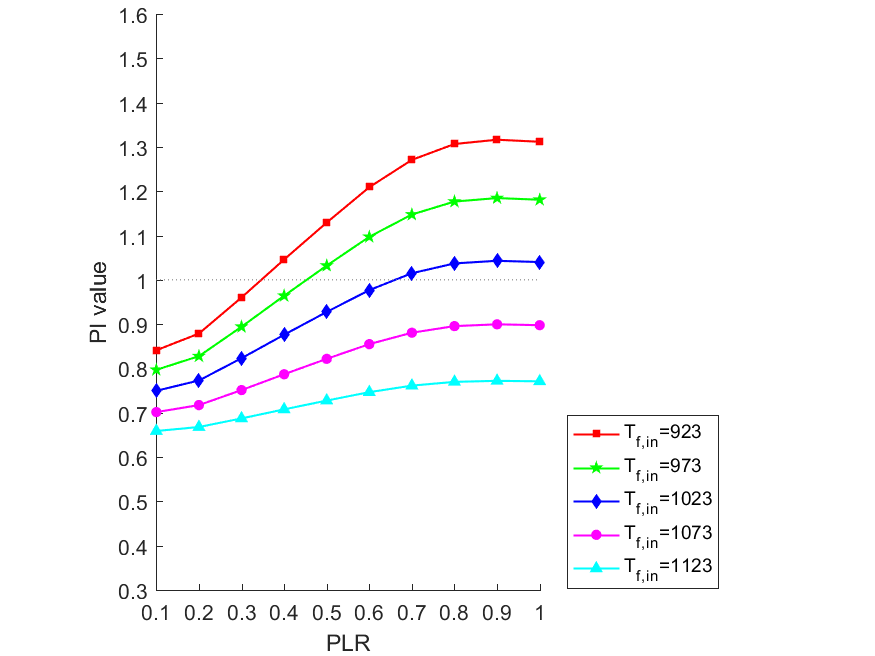 1.6
1.5
1.4
1.3
1.2
1.1
1
0.9
0.8
0.7
0.6
0.5
0.4
0.3
PI value
0.1 0.2 0.3 0.4 0.5 0.6 0.7 0.8 0.9 1
PLR
T_f,in=923
T_f,in=973
T_f,in=1023
T_f,in=1073
T_f,in=1123